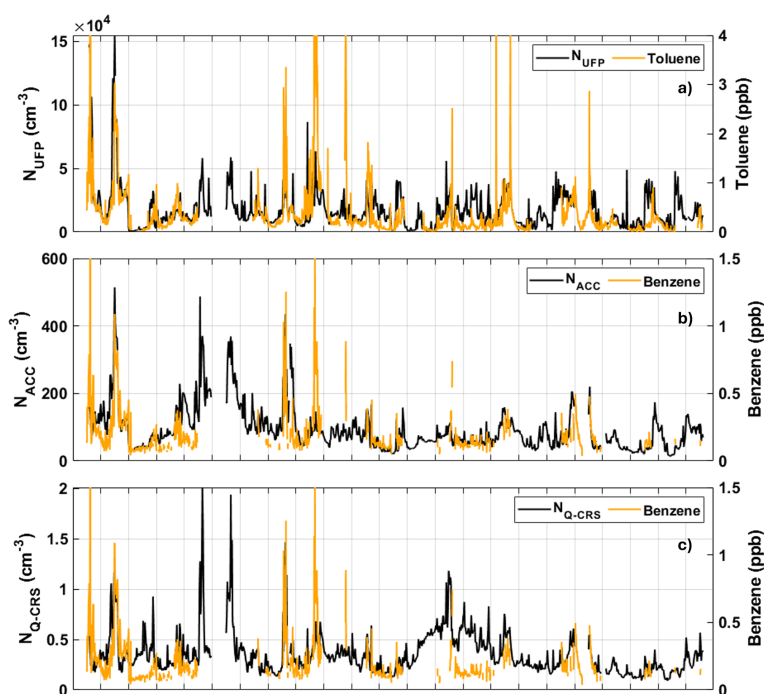 ×10⁴
15
10
5
0
N_UFP (cm⁻³)
N_UFP Toluene
a)
4
3
2
1
0
Toluene (ppb)
600
400
200
0
N_ACC (cm⁻³)
N_ACC Benzene
b)
1.5
1
0.5
0
Benzene (ppb)
2
1.5
1
0.5
0
N_Q-CRS (cm⁻³)
N_Q-CRS Benzene
c)
1.5
1
0.5
0
Benzene (ppb)